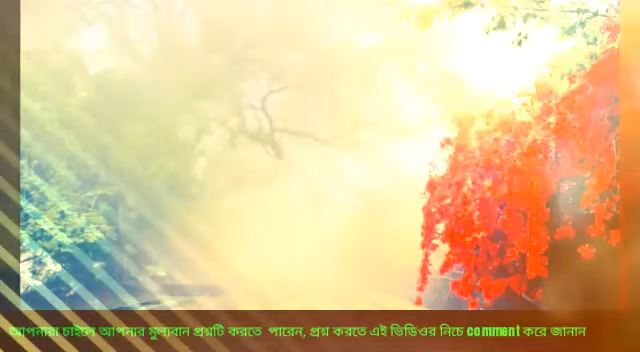 আপনারা চাইলে আপনার মুল্যবান প্রশ্নটি করতে পারেন, প্রশ্ন করতে এই ভিডিওর নিচে comment করে জানান